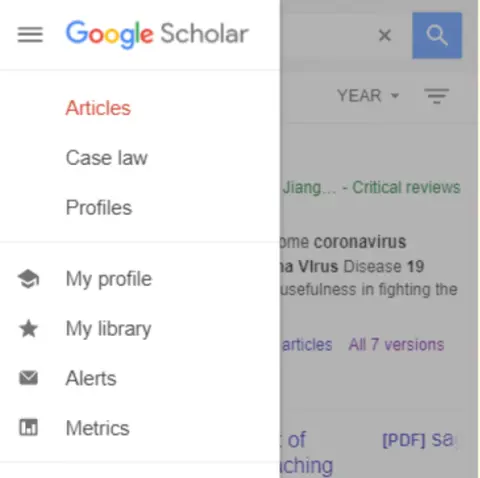 Google Scholar
YEAR
Articles
Case law
Profiles
My profile
My library
Alerts
Metrics
Jiang... - Critical reviews
ome coronavirus
na VIrus Disease 19
usefulness in fighting the
articles All 7 versions
t of [PDF] Sa
ching